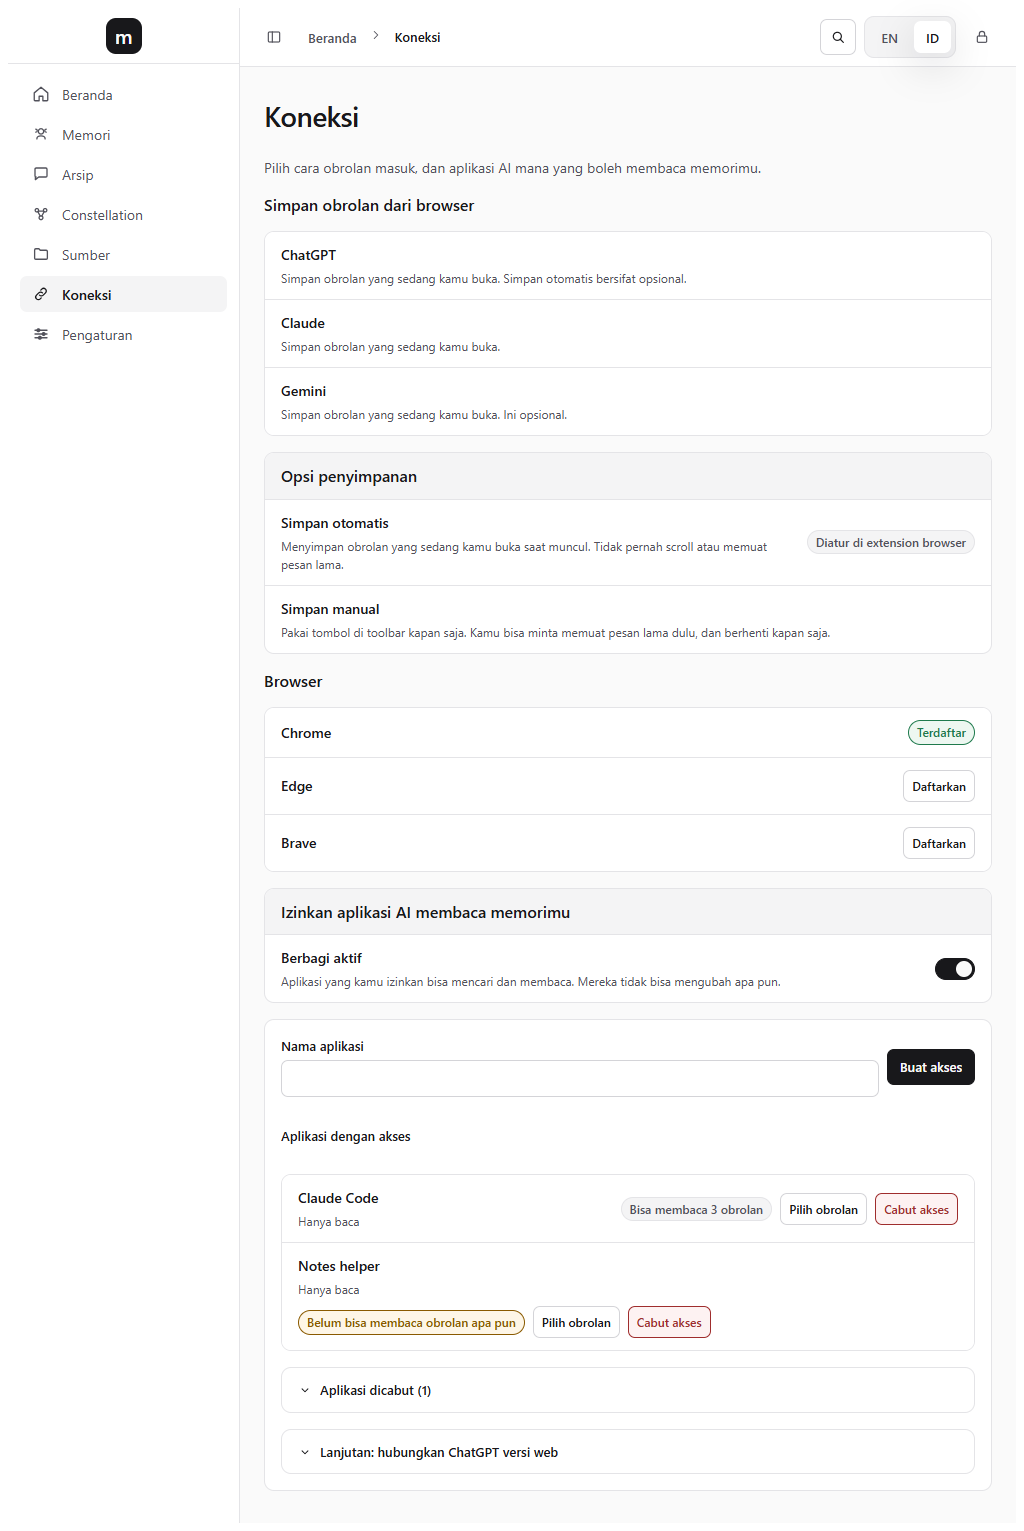 m
Beranda
Memori
Arsip
Constellation
Sumber
Koneksi
Pengaturan
Beranda
Koneksi
EN
ID
Koneksi
Pilih cara obrolan masuk, dan aplikasi AI mana yang boleh membaca memorimu.
Simpan obrolan dari browser
ChatGPT
Simpan obrolan yang sedang kamu buka. Simpan otomatis bersifat opsional.
Claude
Simpan obrolan yang sedang kamu buka.
Gemini
Simpan obrolan yang sedang kamu buka. Ini opsional.
Opsi penyimpanan
Simpan otomatis
Menyimpan obrolan yang sedang kamu buka saat muncul. Tidak pernah scroll atau memuat
pesan lama.
Diatur di extension browser
Simpan manual
Pakai tombol di toolbar kapan saja. Kamu bisa minta memuat pesan lama dulu, dan berhenti kapan saja.
Browser
Chrome
Terdaftar
Edge
Daftarkan
Brave
Daftarkan
Izinkan aplikasi AI membaca memorimu
Berbagi aktif
Aplikasi yang kamu izinkan bisa mencari dan membaca. Mereka tidak bisa mengubah apa pun.
Nama aplikasi
Buat akses
Aplikasi dengan akses
Claude Code
Hanya baca
Bisa membaca 3 obrolan
Pilih obrolan
Cabut akses
Notes helper
Hanya baca
Belum bisa membaca obrolan apa pun
Pilih obrolan
Cabut akses
Aplikasi dicabut (1)
Lanjutan: hubungkan ChatGPT versi web